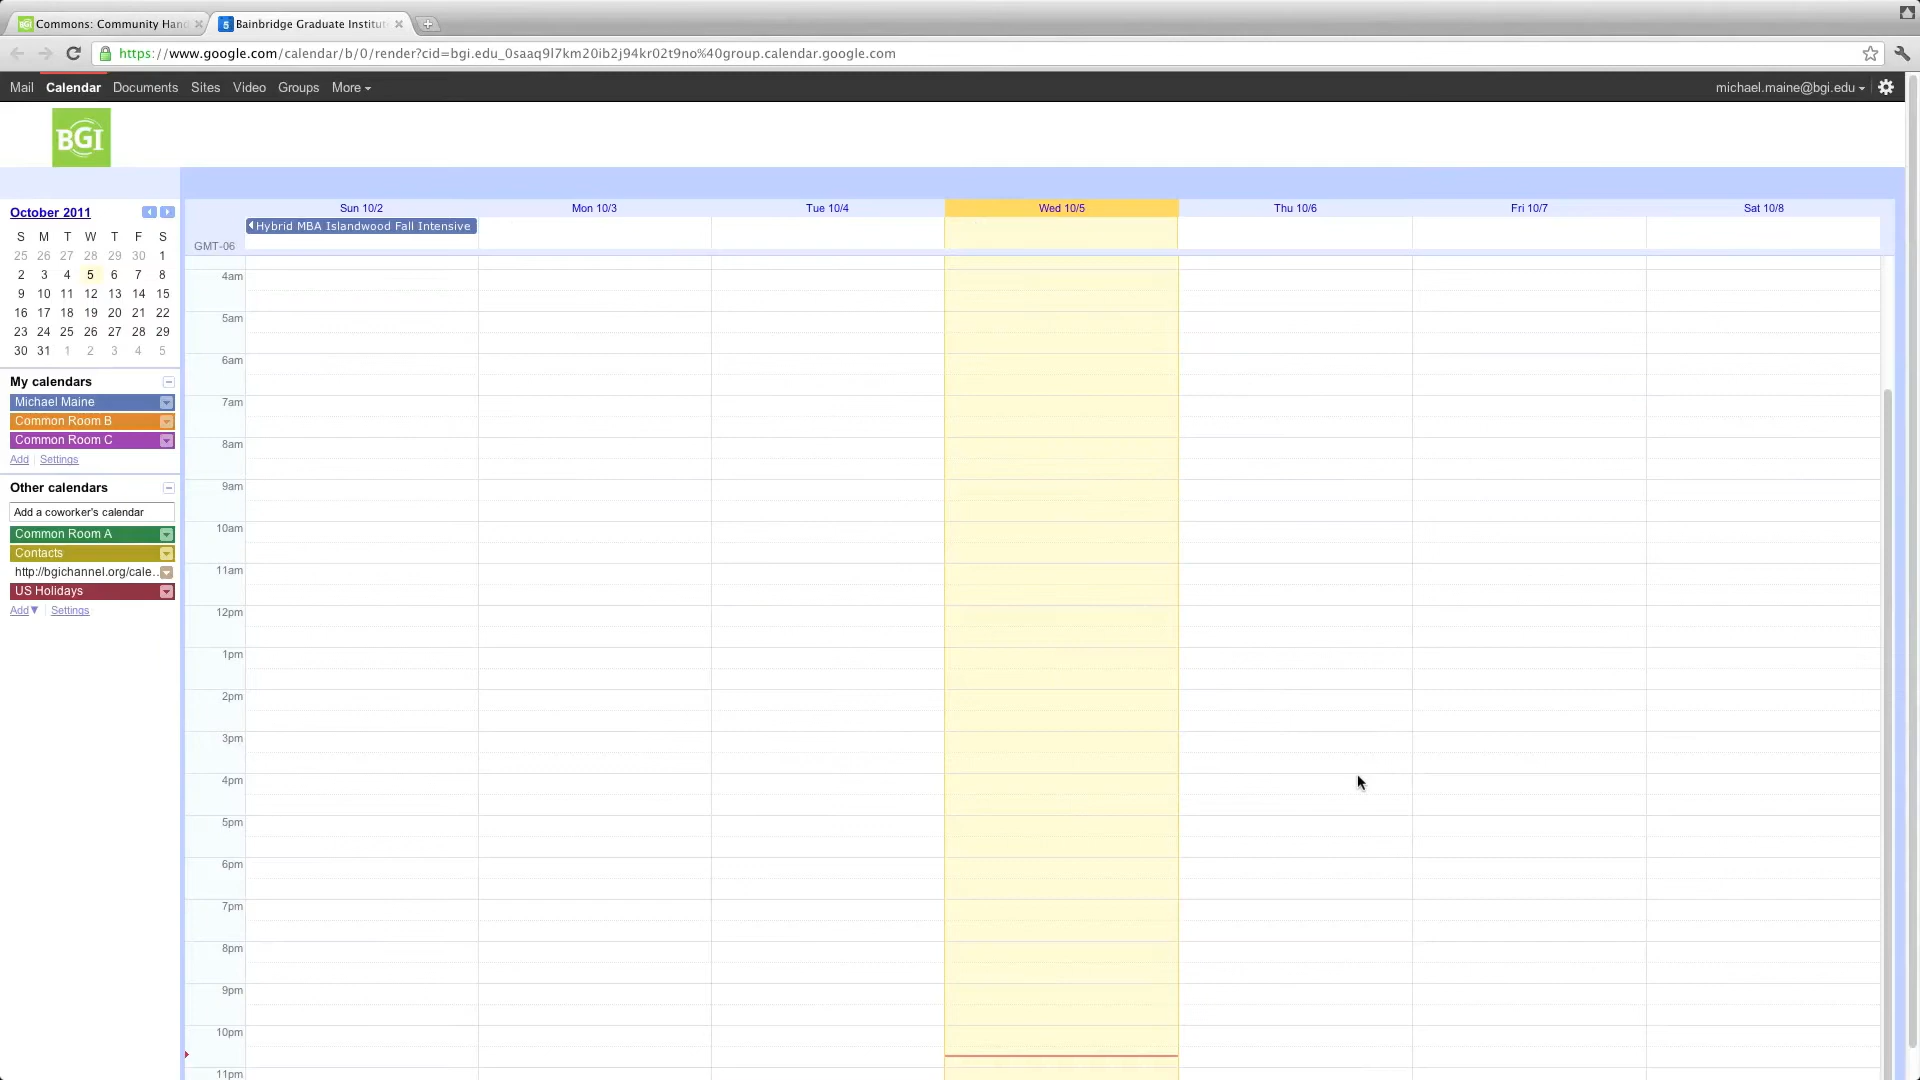 Commons: Community Hand
Bainbridge Graduate Institut
https://www.google.com/calendar/b/0/render?cid=bgi.edu_0saaq9l7km20ib2j94kr02t9no%40group.calendar.google.com
Mail Calendar Documents Sites Video Groups More
michael.maine@bgi.edu
BGI
October 2011
S M T W T F S
25 26 27 28 29 30 1
2 3 4 5 6 7 8
9 10 11 12 13 14 15
16 17 18 19 20 21 22
23 24 25 26 27 28 29
30 31 1 2 3 4 5
My calendars
Michael Maine
Common Room B
Common Room C
Add Settings
Other calendars
Add a coworker's calendar
Common Room A
Contacts
http://bgichannel.org/cale..
US Holidays
Add Settings
Sun 10/2 Mon 10/3 Tue 10/4 Wed 10/5 Thu 10/6 Fri 10/7 Sat 10/8
Hybrid MBA Islandwood Fall Intensive
GMT-06
4am
5am
6am
7am
8am
9am
10am
11am
12pm
1pm
2pm
3pm
4pm
5pm
6pm
7pm
8pm
9pm
10pm
11pm